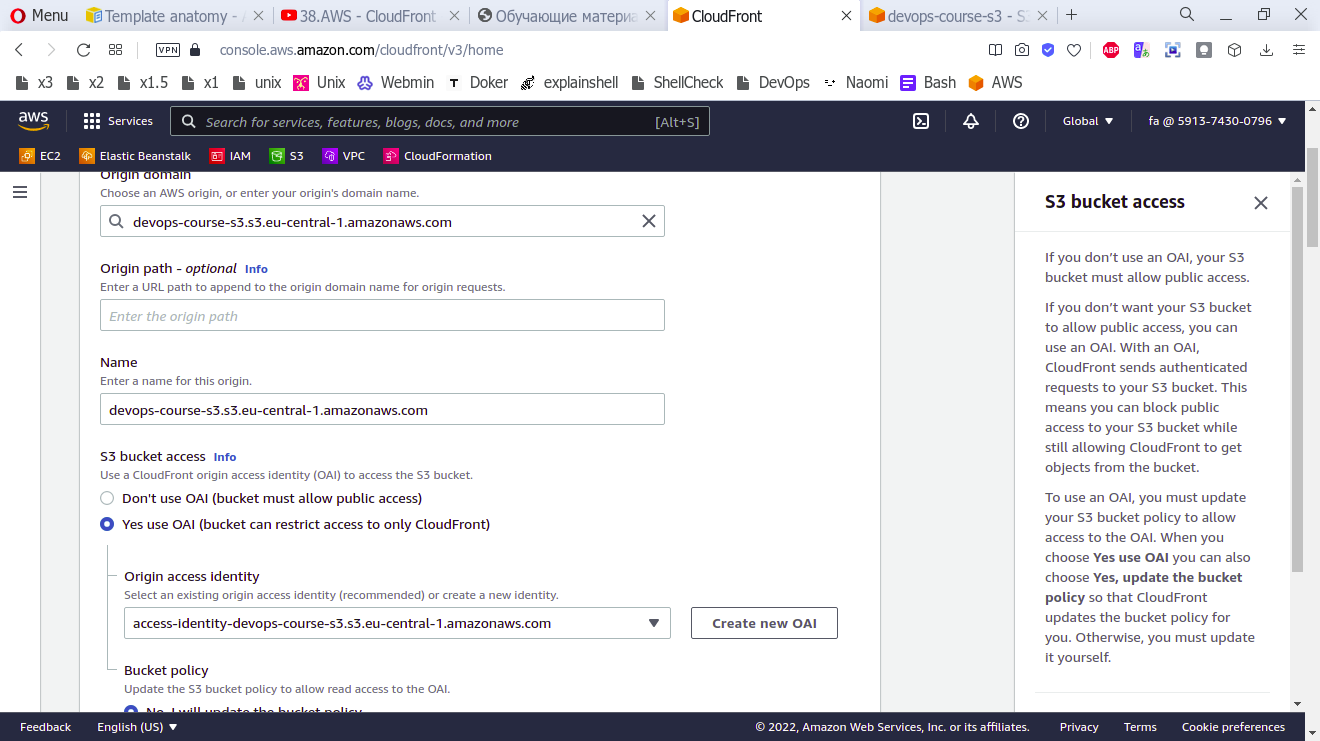 Menu
Template anatomy -
38.AWS - CloudFront
Обучающие материа
CloudFront
devops-course-s3 - S3
VPN
console.aws.amazon.com/cloudfront/v3/home
ABP
x3
x2
x1.5
x1
unix
Unix
Webmin
T
Doker
explainshell
ShellCheck
DevOps
Naomi
Bash
AWS
aws
Services
Search for services, features, blogs, docs, and more
[Alt+S]
Global
fa @ 5913-7430-0796
EC2
Elastic Beanstalk
IAM
S3
VPC
CloudFormation
Origin domain
Choose an AWS origin, or enter your origin's domain name.
devops-course-s3.s3.eu-central-1.amazonaws.com
Origin path - optional Info
Enter a URL path to append to the origin domain name for origin requests.
Enter the origin path
Name
Enter a name for this origin.
devops-course-s3.s3.eu-central-1.amazonaws.com
S3 bucket access Info
Use a CloudFront origin access identity (OAI) to access the S3 bucket.
Don't use OAI (bucket must allow public access)
Yes use OAI (bucket can restrict access to only CloudFront)
Origin access identity
Select an existing origin access identity (recommended) or create a new identity.
access-identity-devops-course-s3.s3.eu-central-1.amazonaws.com
Create new OAI
Bucket policy
Update the S3 bucket policy to allow read access to the OAI.
No, I will update the bucket policy
S3 bucket access
If you don't use an OAI, your S3
bucket must allow public access.
If you don't want your S3 bucket
to allow public access, you can
use an OAI. With an OAI,
CloudFront sends authenticated
requests to your S3 bucket. This
means you can block public
access to your S3 bucket while
still allowing CloudFront to get
objects from the bucket.
To use an OAI, you must update
your S3 bucket policy to allow
access to the OAI. When you
choose Yes use OAI you can also
choose Yes, update the bucket
policy so that CloudFront
updates the bucket policy for
you. Otherwise, you must update
it yourself.
Feedback
English (US)
© 2022, Amazon Web Services, Inc. or its affiliates.
Privacy
Terms
Cookie preferences